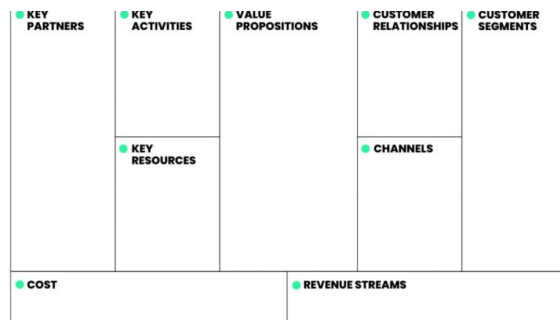 KEY
PARTNERS
KEY
ACTIVITIES
VALUE
PROPOSITIONS
CUSTOMER
RELATIONSHIPS
CUSTOMER
SEGMENTS
KEY
RESOURCES
CHANNELS
COST
REVENUE STREAMS